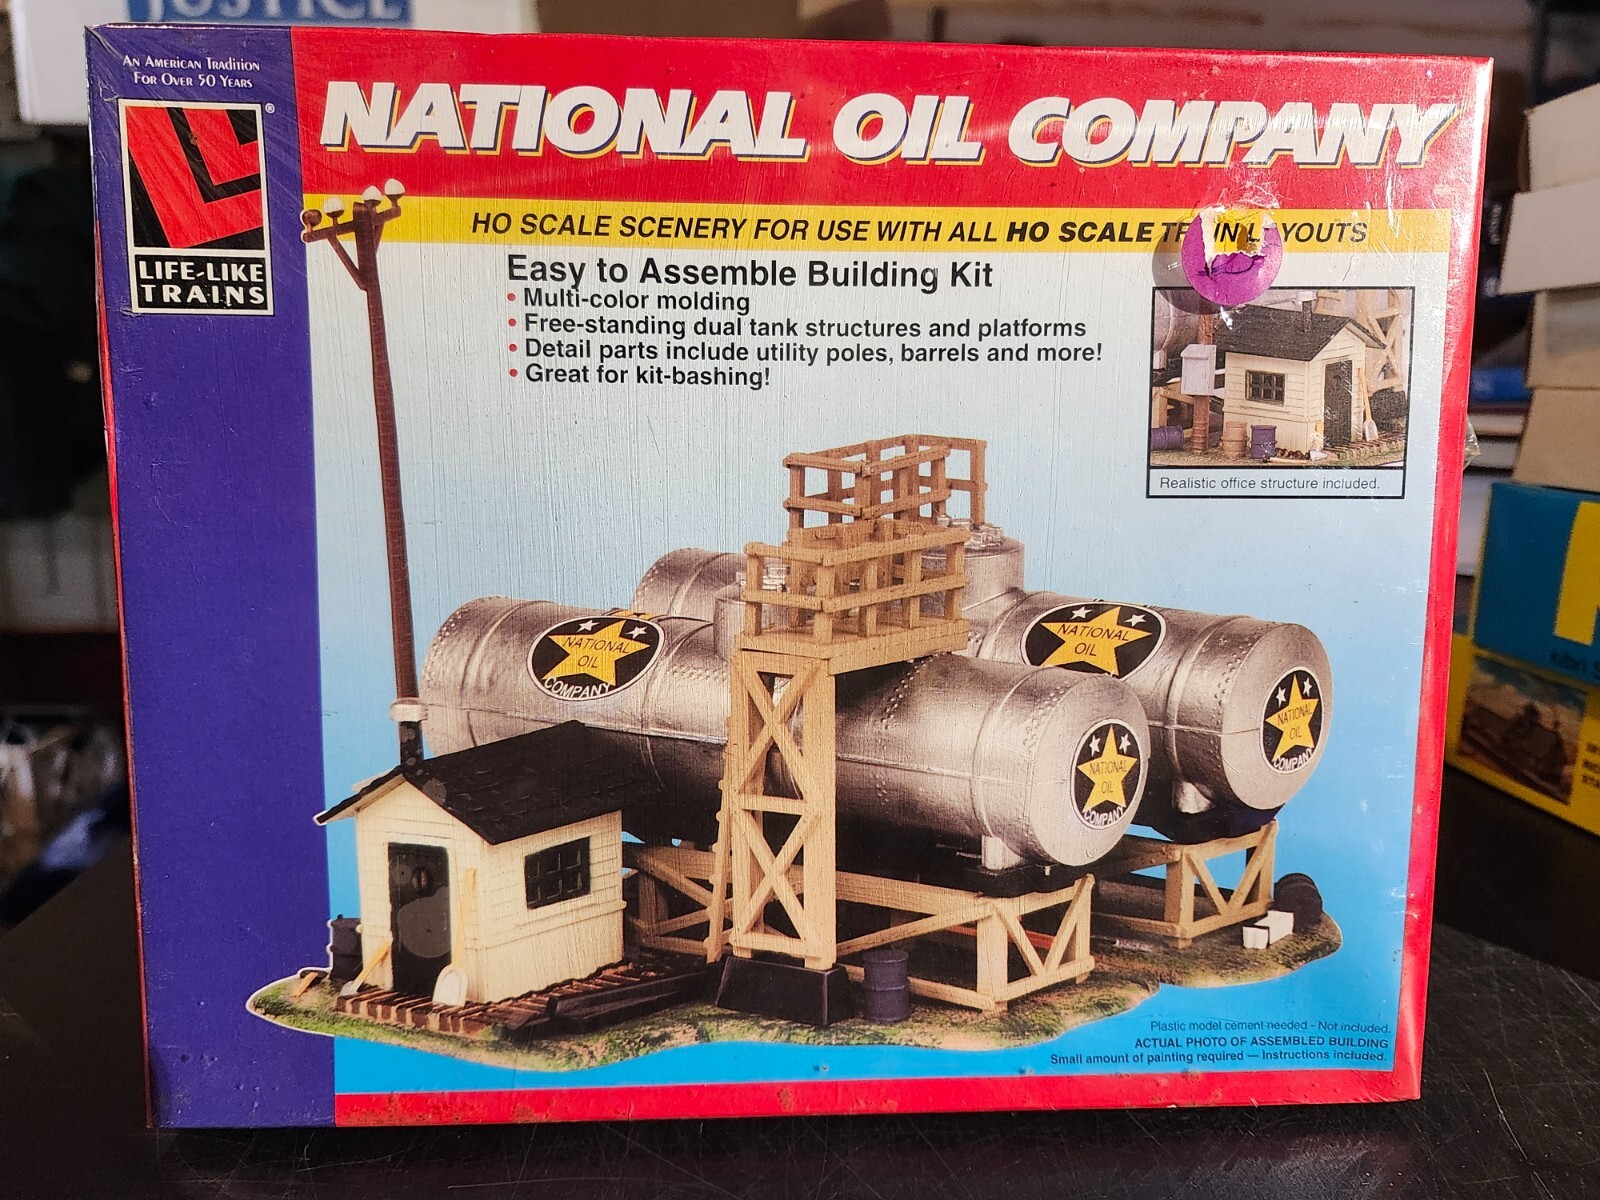 JUSTICE
AN AMERICAN TRADITION
FOR OVER 50 YEARS
®
LIFE-LIKE
TRAINS
NATIONAL OIL COMPANY
HO SCALE SCENERY FOR USE WITH ALL HO SCALE
Easy to Assemble Building Kit
• Multi-color molding
• Free-standing dual tank structures and platforms
• Detail parts include utility poles, barrels and more!
• Great for kit-bashing!
Realistic office structure included.
NATIONAL
OIL
COMPANY
NATIONAL
OIL
NATIONAL
OIL
COMPANY
NATIONAL
OIL
COMPANY
Plastic model cement needed - Not included.
ACTUAL PHOTO OF ASSEMBLED BUILDING
Small amount of painting required — Instructions included.